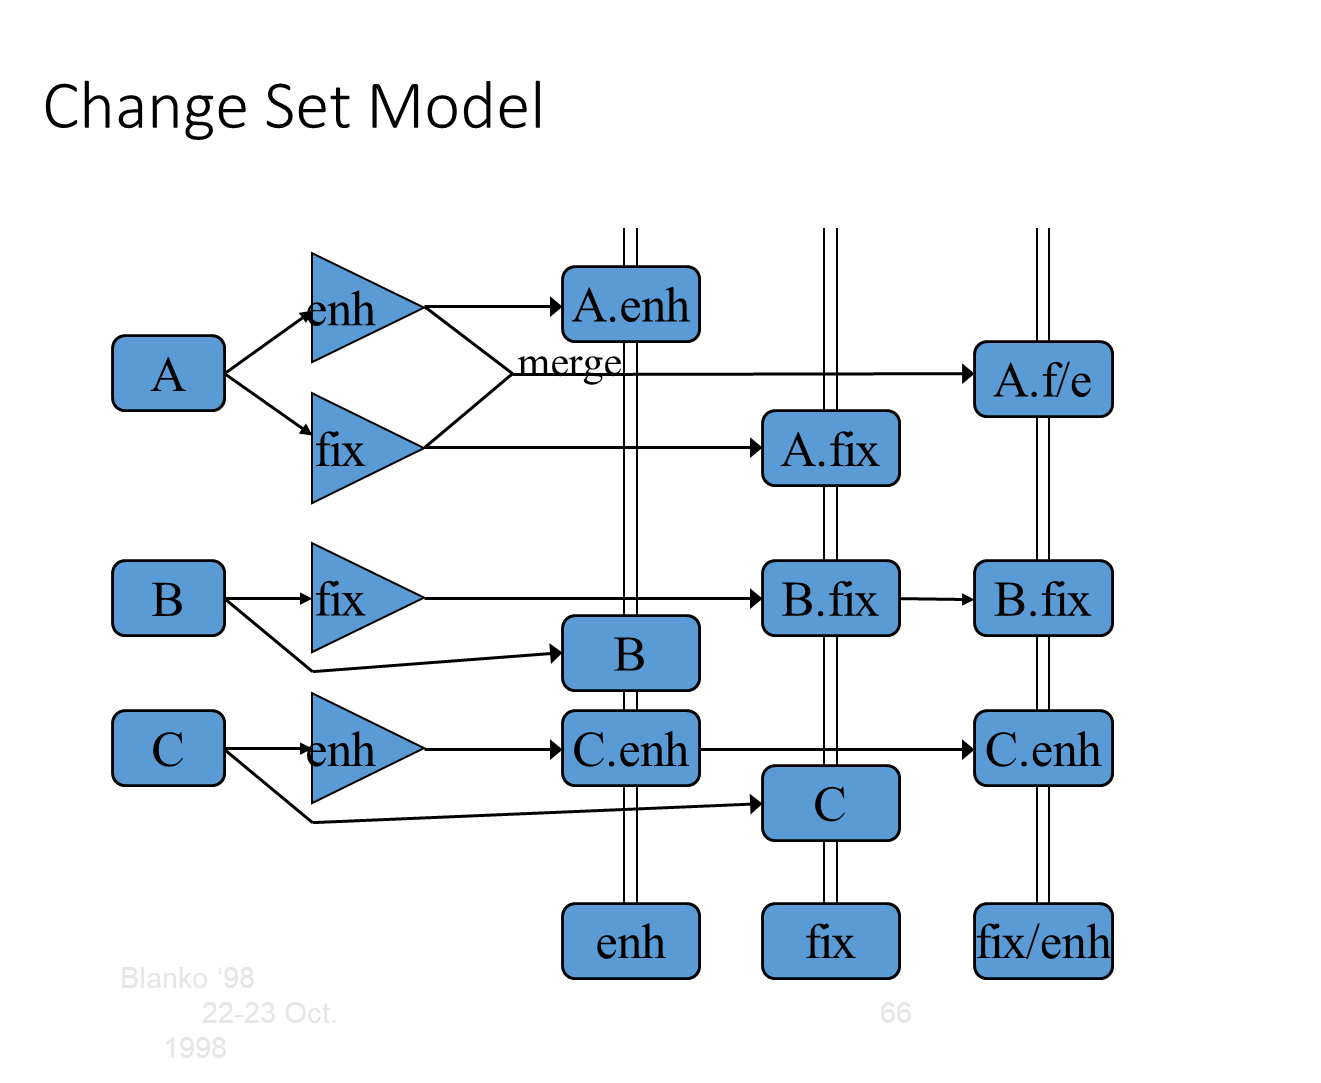 Change Set Model
enh
A.enh
A
merge
A.f/e
fix
A.fix
B
fix
B.fix
B.fix
B
C
enh
C.enh
C.enh
C
enh
fix
fix/enh
Blanko ‘98
22-23 Oct.
66
1998